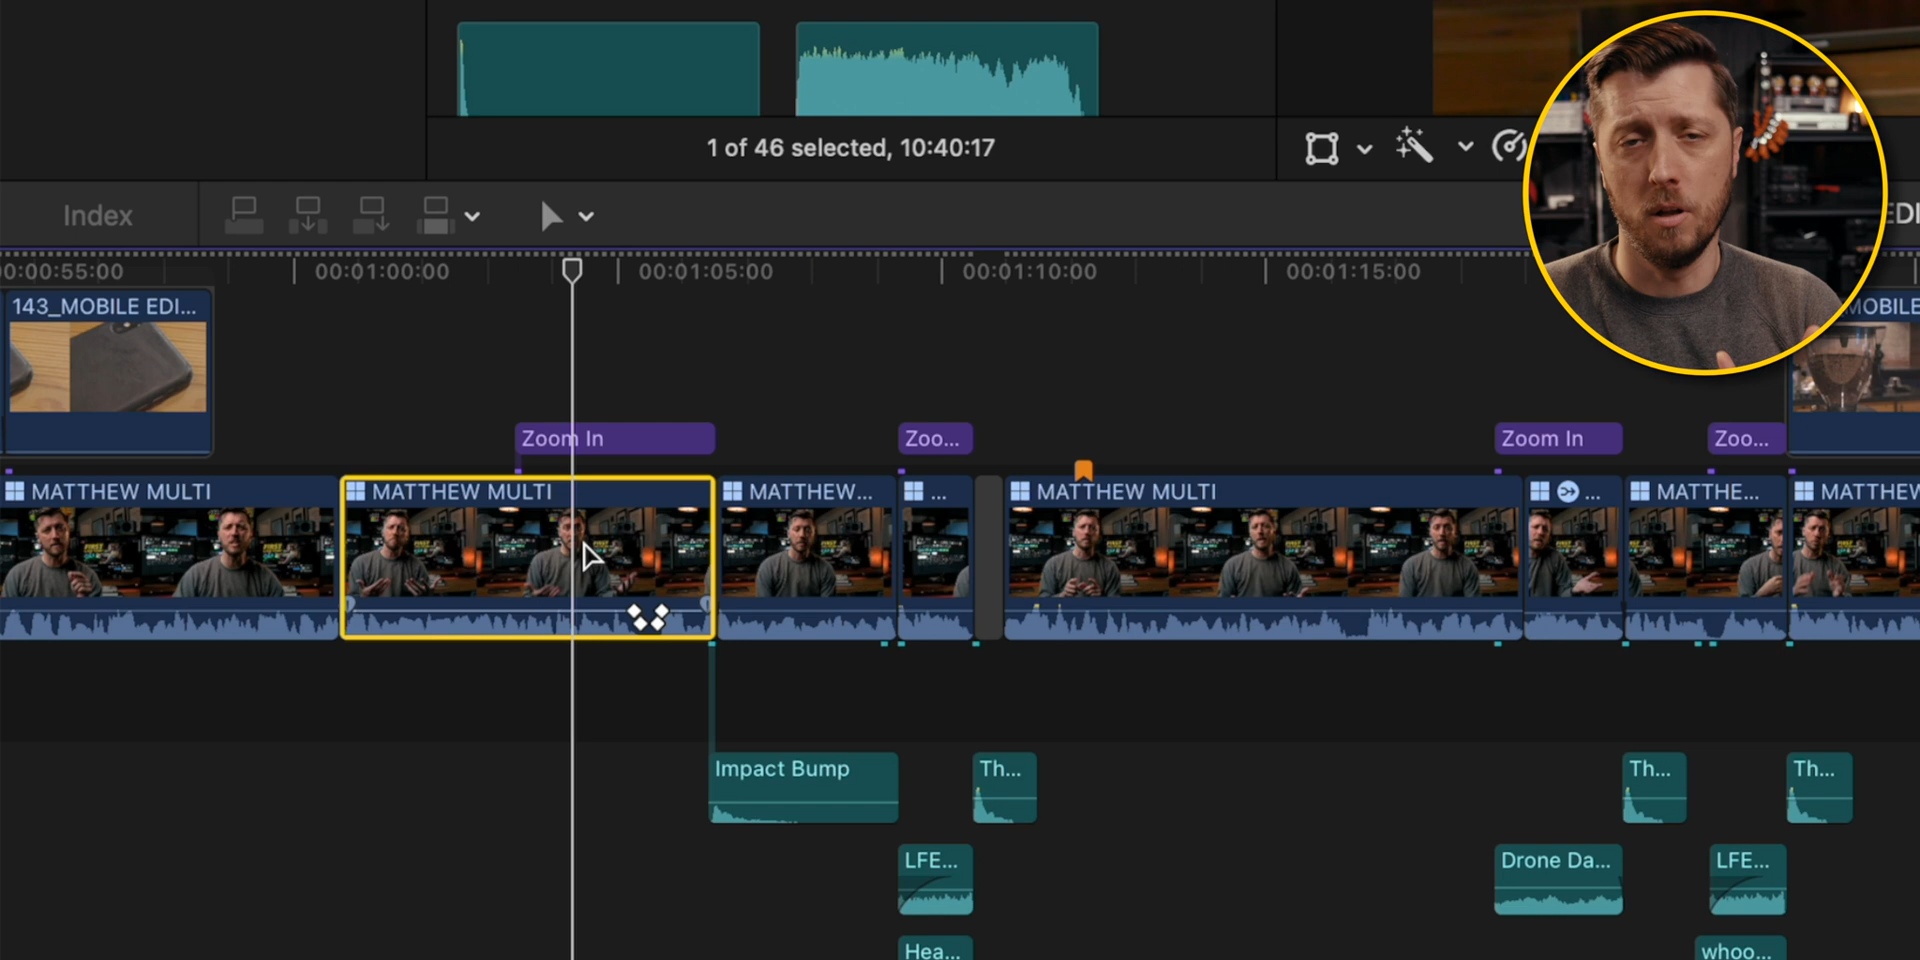 1 of 46 selected, 10:40:17
Index
EDI
0:00:55:00
00:01:00:00
00:01:05:00
00:01:10:00
00:01:15:00
143_MOBILE EDI...
MOBILE
Zoom In
Zoo...
Zoom In
Zoo...
MATTHEW MULTI
MATTHEW MULTI
MATTHEW...
...
MATTHEW MULTI
...
MATTHE...
MATTHEW
Impact Bump
Th...
Th...
Th...
LFE...
Drone Da...
LFE...
Hea...
whoo...